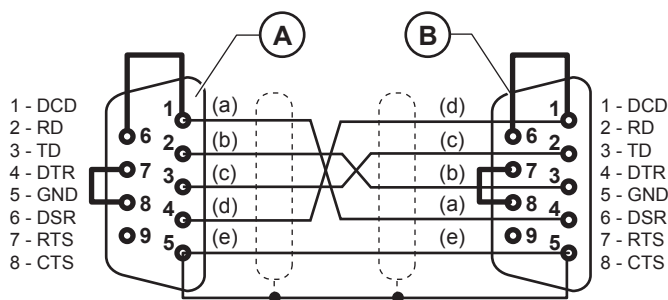 A
B
1 - DCD
2 - RD
3 - TD
4 - DTR
5 - GND
6 - DSR
7 - RTS
8 - CTS
1 (a)
6
2 (b)
7
3 (c)
8
4 (d)
9
5 (e)
(d) 1
6
(c) 2
7
(b) 3
8
(a) 4
9
(e) 5
1 - DCD
2 - RD
3 - TD
4 - DTR
5 - GND
6 - DSR
7 - RTS
8 - CTS